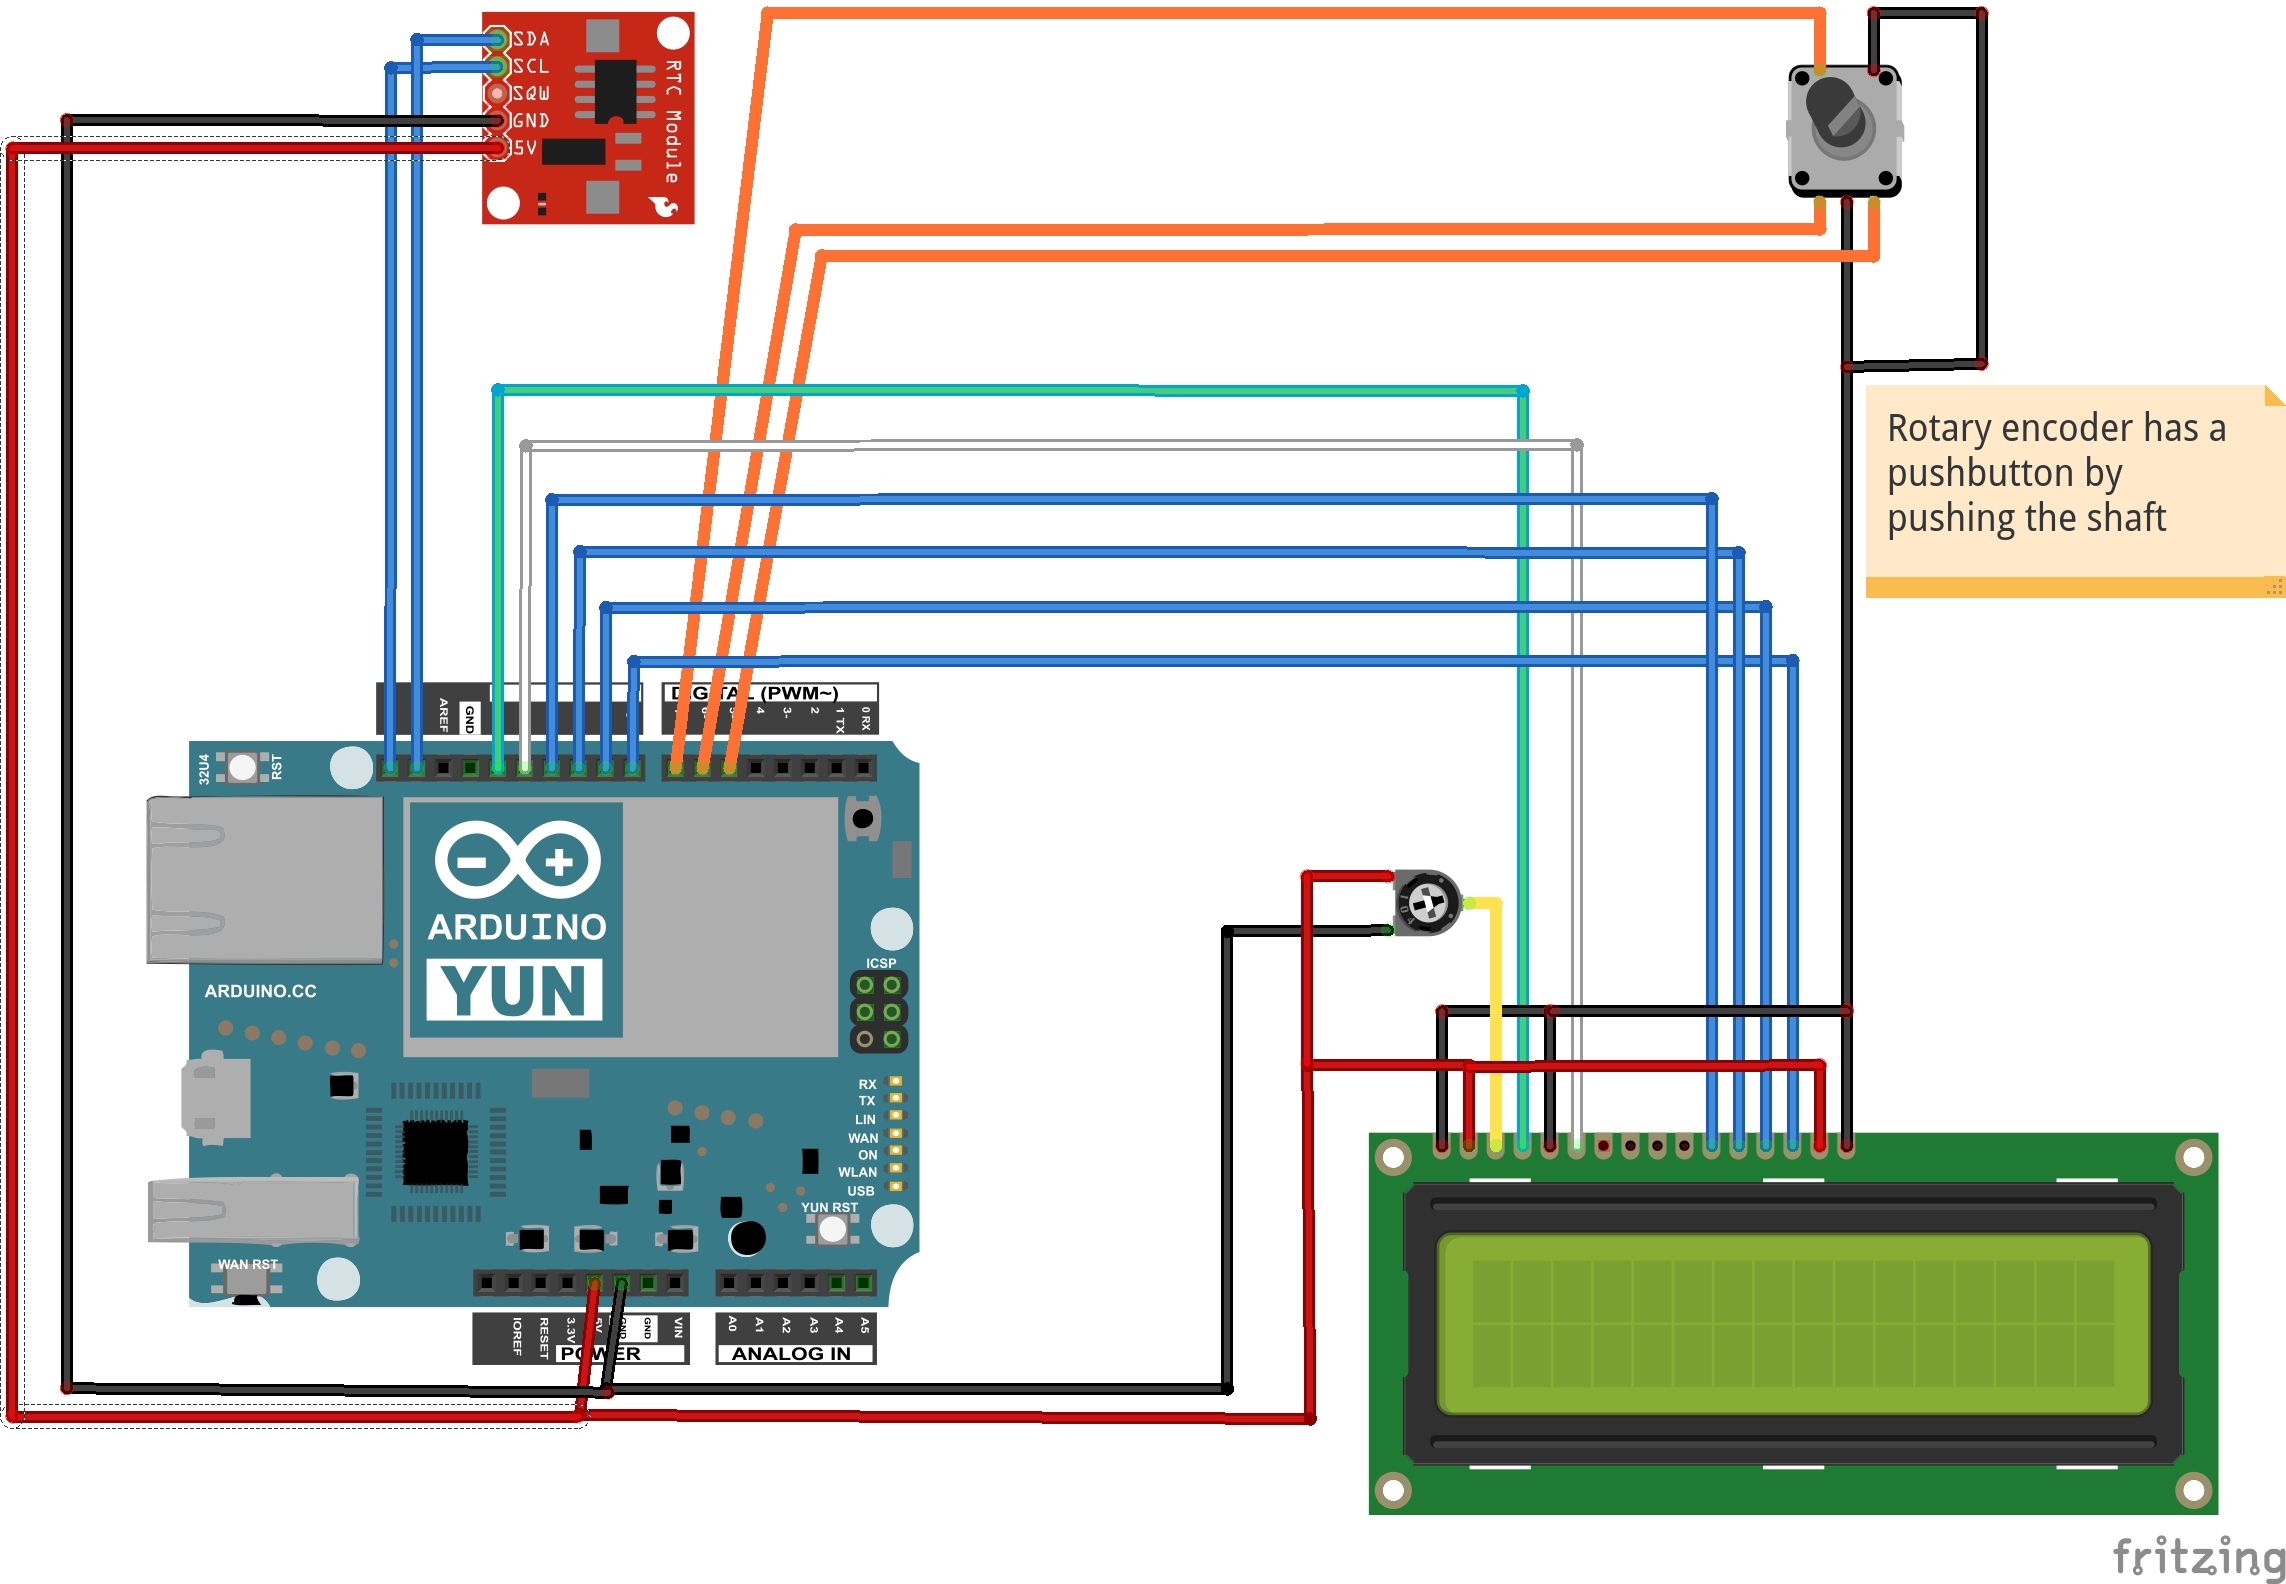 SDA
SCL
SQW
GND
5V
RTC Module
Rotary encoder has a
pushbutton by
pushing the shaft
AREF
GND
DIGITAL (PWM~)
4
3~
2
1 TX
0 RX
32U4
RST
ARDUINO
YUN
ARDUINO.CC
ICSP
RX
TX
LIN
WAN
ON
WLAN
USB
YUN RST
WAN RST
IOREF
RESET
3.3V
5V
GND
GND
VIN
POWER
A0
A1
A2
A3
A4
A5
ANALOG IN
fritzing